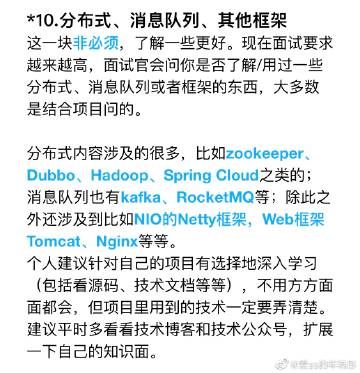 *10.分布式、消息队列、其他框架
这一块非必须，了解一些更好。现在面试要求
越来越高，面试官会问你是否了解/用过一些
分布式、消息队列或者框架的东西，大多数
是结合项目问的。
分布式内容涉及的很多，比如zookeeper、
Dubbo、Hadoop、Spring Cloud之类的；
消息队列也有kafka、RocketMQ等；除此之
外还涉及到比如NIO的Netty框架，Web框架
Tomcat、Nginx等等。
个人建议针对自己的项目有选择地深入学习
（包括看源码、技术文档等等），不用方方面
面都会，但项目里用到的技术一定要弄清楚。
建议平时多看看技术博客和技术公众号，扩展
一下自己的知识面。